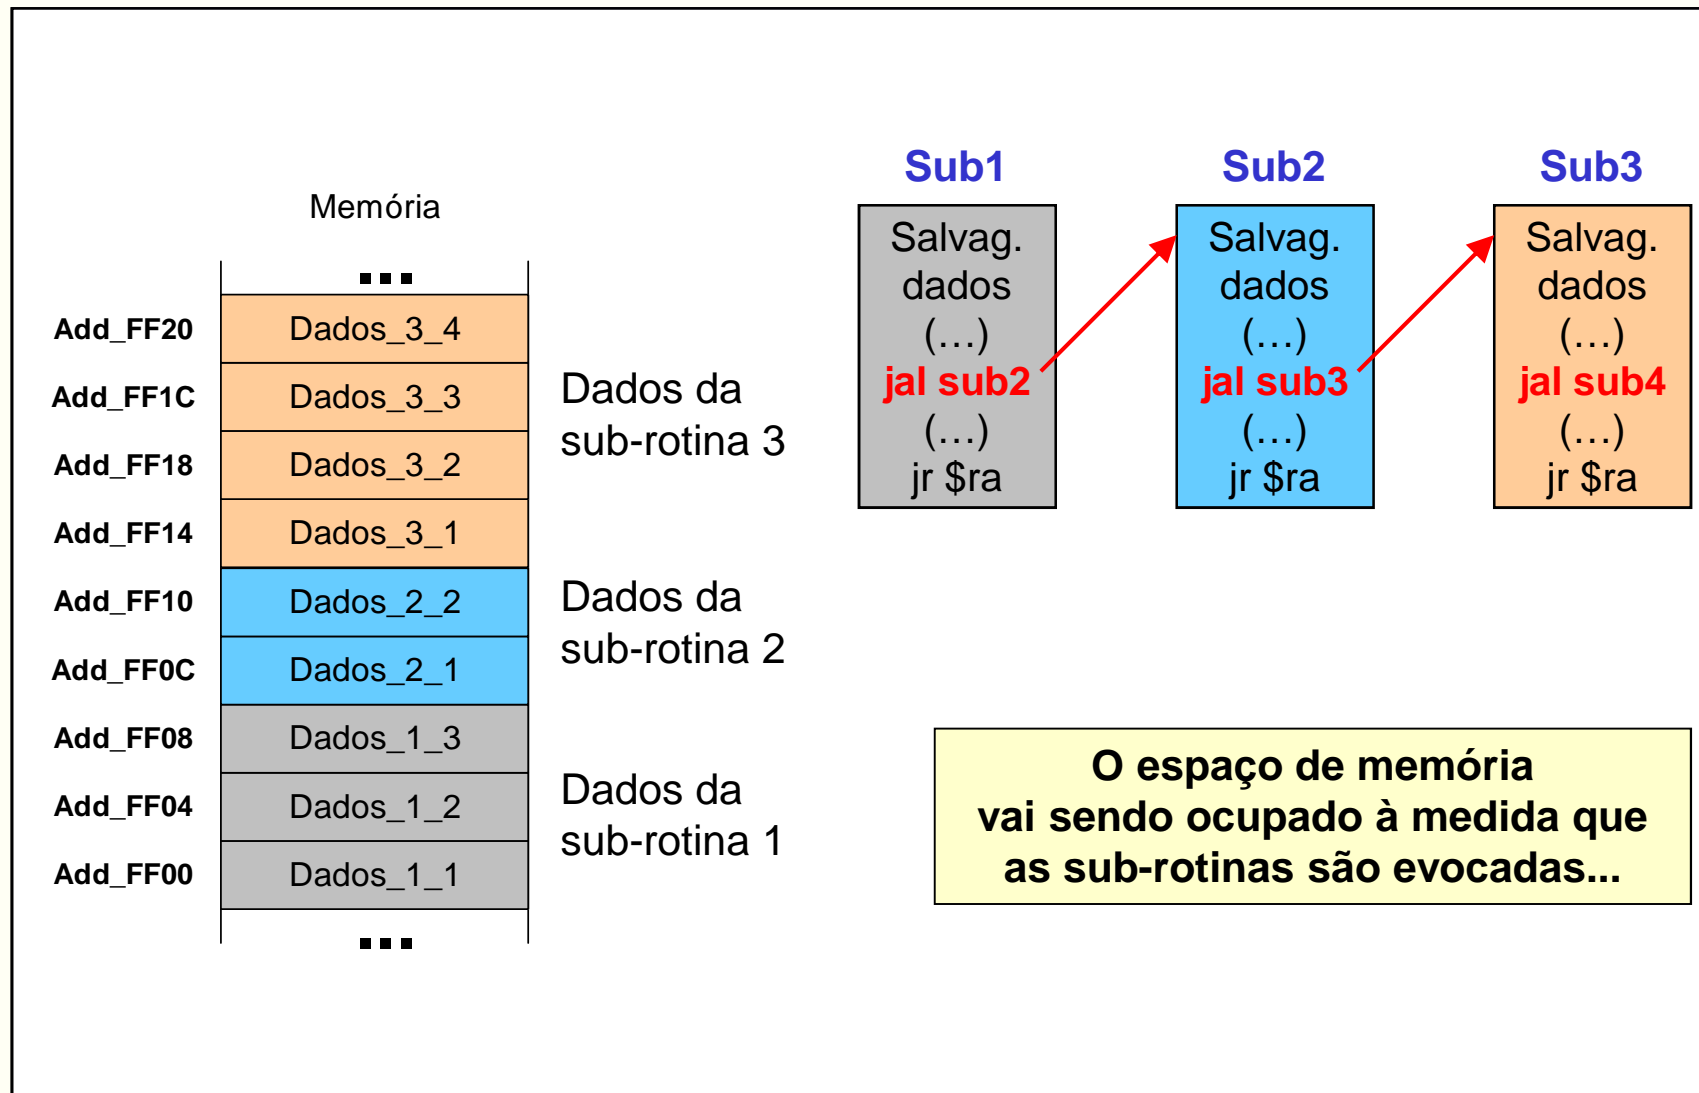 Memória
...
Add_FF20 Dados_3_4
Add_FF1C Dados_3_3
Add_FF18 Dados_3_2
Add_FF14 Dados_3_1
Add_FF10 Dados_2_2
Add_FF0C Dados_2_1
Add_FF08 Dados_1_3
Add_FF04 Dados_1_2
Add_FF00 Dados_1_1
...
Dados da
sub-rotina 3
Dados da
sub-rotina 2
Dados da
sub-rotina 1
Sub1
Salvag.
dados
(...)
jal sub2
(...)
jr $ra
Sub2
Salvag.
dados
(...)
jal sub3
(...)
jr $ra
Sub3
Salvag.
dados
(...)
jal sub4
(...)
jr $ra
O espaço de memória
vai sendo ocupado à medida que
as sub-rotinas são evocadas...